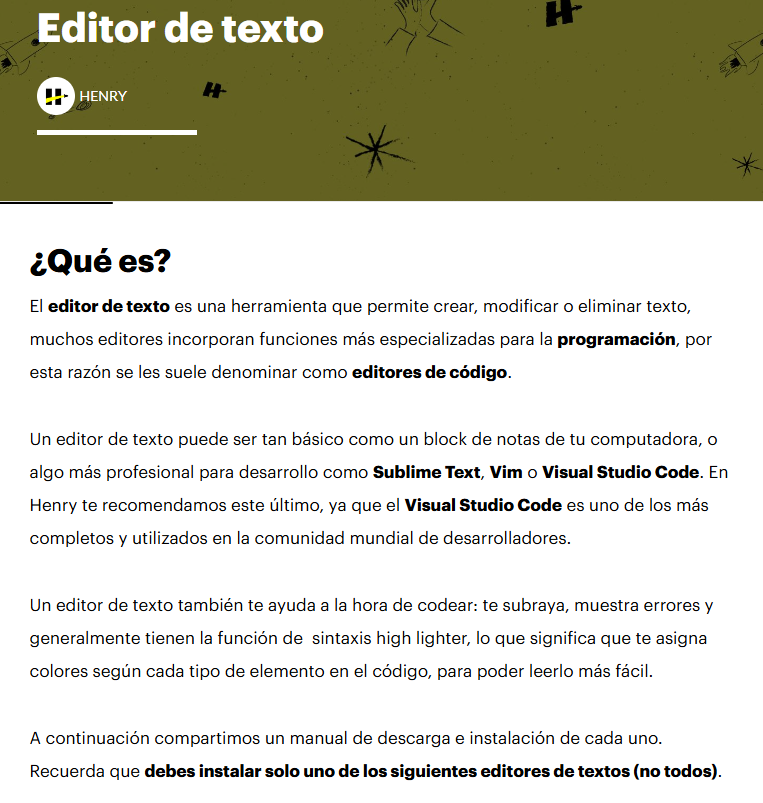 Editor de texto
HENRY
¿Qué es?
El editor de texto es una herramienta que permite crear, modificar o eliminar texto,
muchos editores incorporan funciones más especializadas para la programación, por
esta razón se les suele denominar como editores de código.
Un editor de texto puede ser tan básico como un block de notas de tu computadora, o
algo más profesional para desarrollo como Sublime Text, Vim o Visual Studio Code. En
Henry te recomendamos este último, ya que el Visual Studio Code es uno de los más
completos y utilizados en la comunidad mundial de desarrolladores.
Un editor de texto también te ayuda a la hora de codear: te subraya, muestra errores y
generalmente tienen la función de  sintaxis high lighter, lo que significa que te asigna
colores según cada tipo de elemento en el código, para poder leerlo más fácil.
A continuación compartimos un manual de descarga e instalación de cada uno.
Recuerda que debes instalar solo uno de los siguientes editores de textos (no todos).